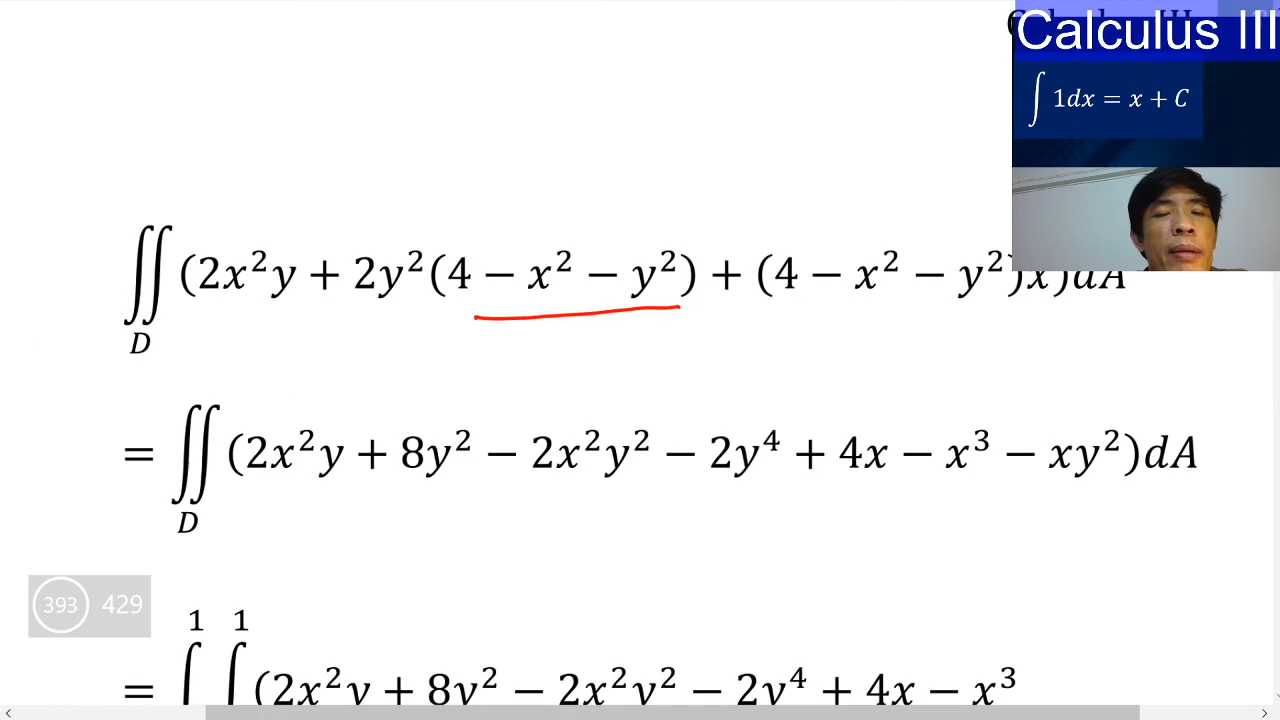 Calculus III
∫ 1dx = x + C
∬_D (2x²y + 2y²(4 − x² − y²) + (4 − x² − y²)x)dA
= ∬_D (2x²y + 8y² − 2x²y² − 2y⁴ + 4x − x³ − xy²)dA
393 429
= ∫¹ ∫¹ (2x²y + 8y² − 2x²y² − 2y⁴ + 4x − x³